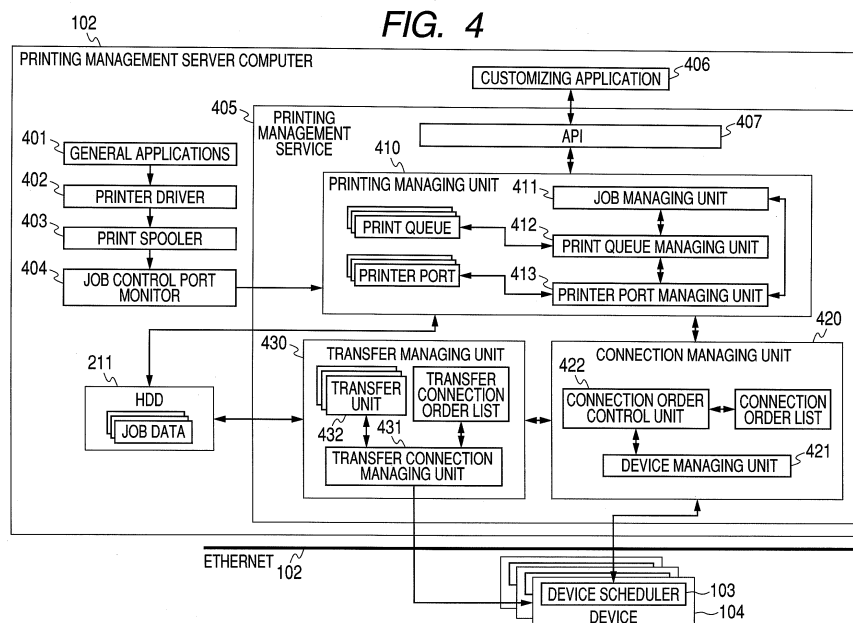 FIG. 4
102
PRINTING MANAGEMENT SERVER COMPUTER
CUSTOMIZING APPLICATION
406
405
PRINTING
MANAGEMENT
SERVICE
API
407
401
GENERAL APPLICATIONS
402
PRINTER DRIVER
403
PRINT SPOOLER
404
JOB CONTROL PORT
MONITOR
410
PRINTING MANAGING UNIT
411
JOB MANAGING UNIT
PRINT QUEUE
412
PRINT QUEUE MANAGING UNIT
PRINTER PORT
413
PRINTER PORT MANAGING UNIT
211
HDD
JOB DATA
430
TRANSFER MANAGING UNIT
TRANSFER
UNIT
432
TRANSFER
CONNECTION
ORDER LIST
431
TRANSFER CONNECTION
MANAGING UNIT
420
CONNECTION MANAGING UNIT
422
CONNECTION ORDER
CONTROL UNIT
CONNECTION
ORDER LIST
DEVICE MANAGING UNIT
421
ETHERNET
102
DEVICE SCHEDULER
103
DEVICE
104